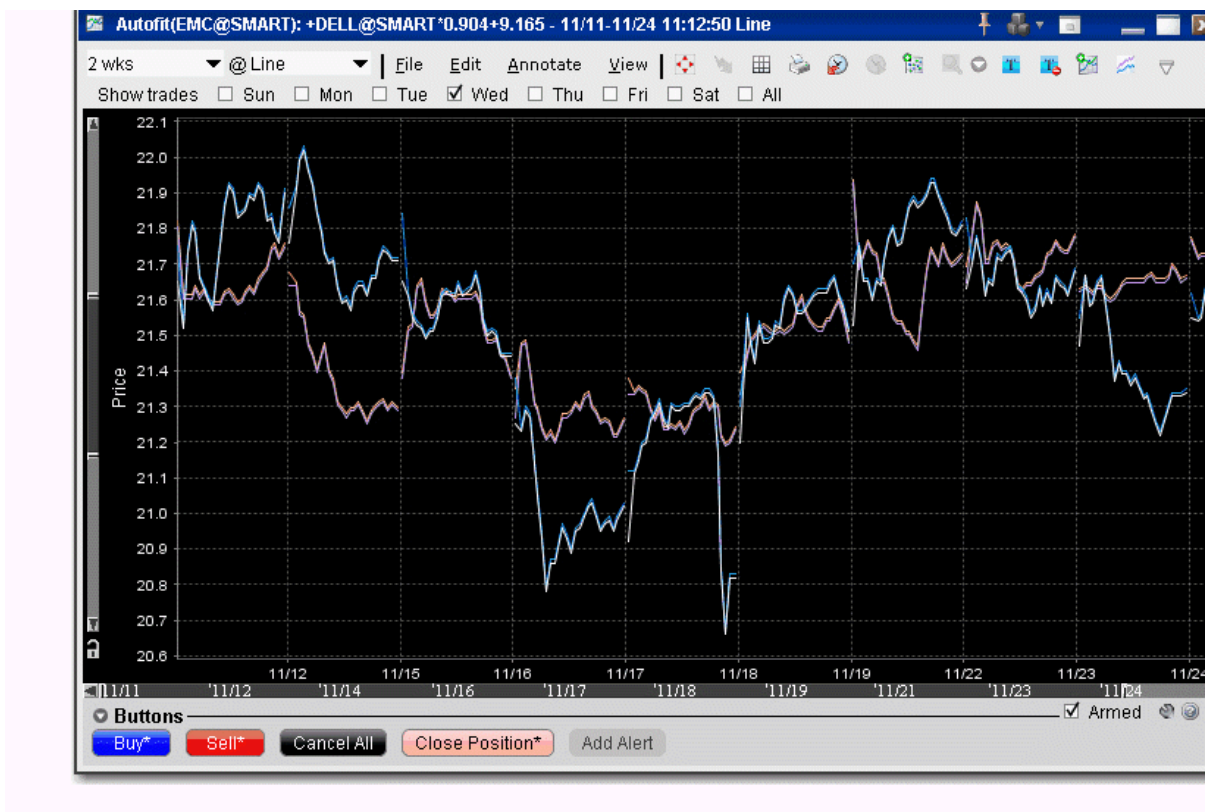 Autofit(EMC@SMART): +DELL@SMART*0.904+9.165 - 11/11-11/24 11:12:50 Line
2 wks @ Line File Edit Annotate View
Show trades Sun Mon Tue Wed Thu Fri Sat All
22.1
22.0
21.9
21.8
21.7
21.6
21.5
21.4
21.3
21.2
21.1
21.0
20.9
20.8
20.7
20.6
Price
11/12 11/15 11/16 11/17 11/18 11/19 11/22 11/23 11/24
11/11 '11/12 '11/14 '11/16 '11/17 '11/18 '11/19 '11/21 '11/23 '11/24
Buttons Armed
Buy* Sell* Cancel All Close Position* Add Alert